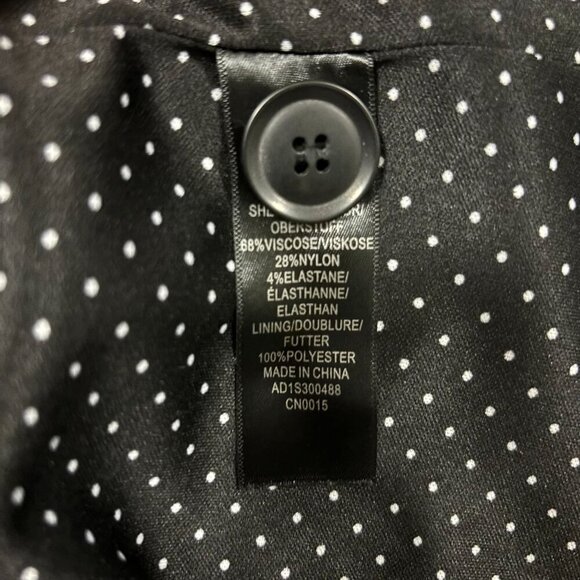 OBERSTOFF
68%VISCOSE/VISKOSE
28%NYLON
4%ELASTANE/
ÉLASTHANNE/
ELASTHAN
LINING/DOUBLURE/
FUTTER
100%POLYESTER
MADE IN CHINA
AD1S300488
CN0015